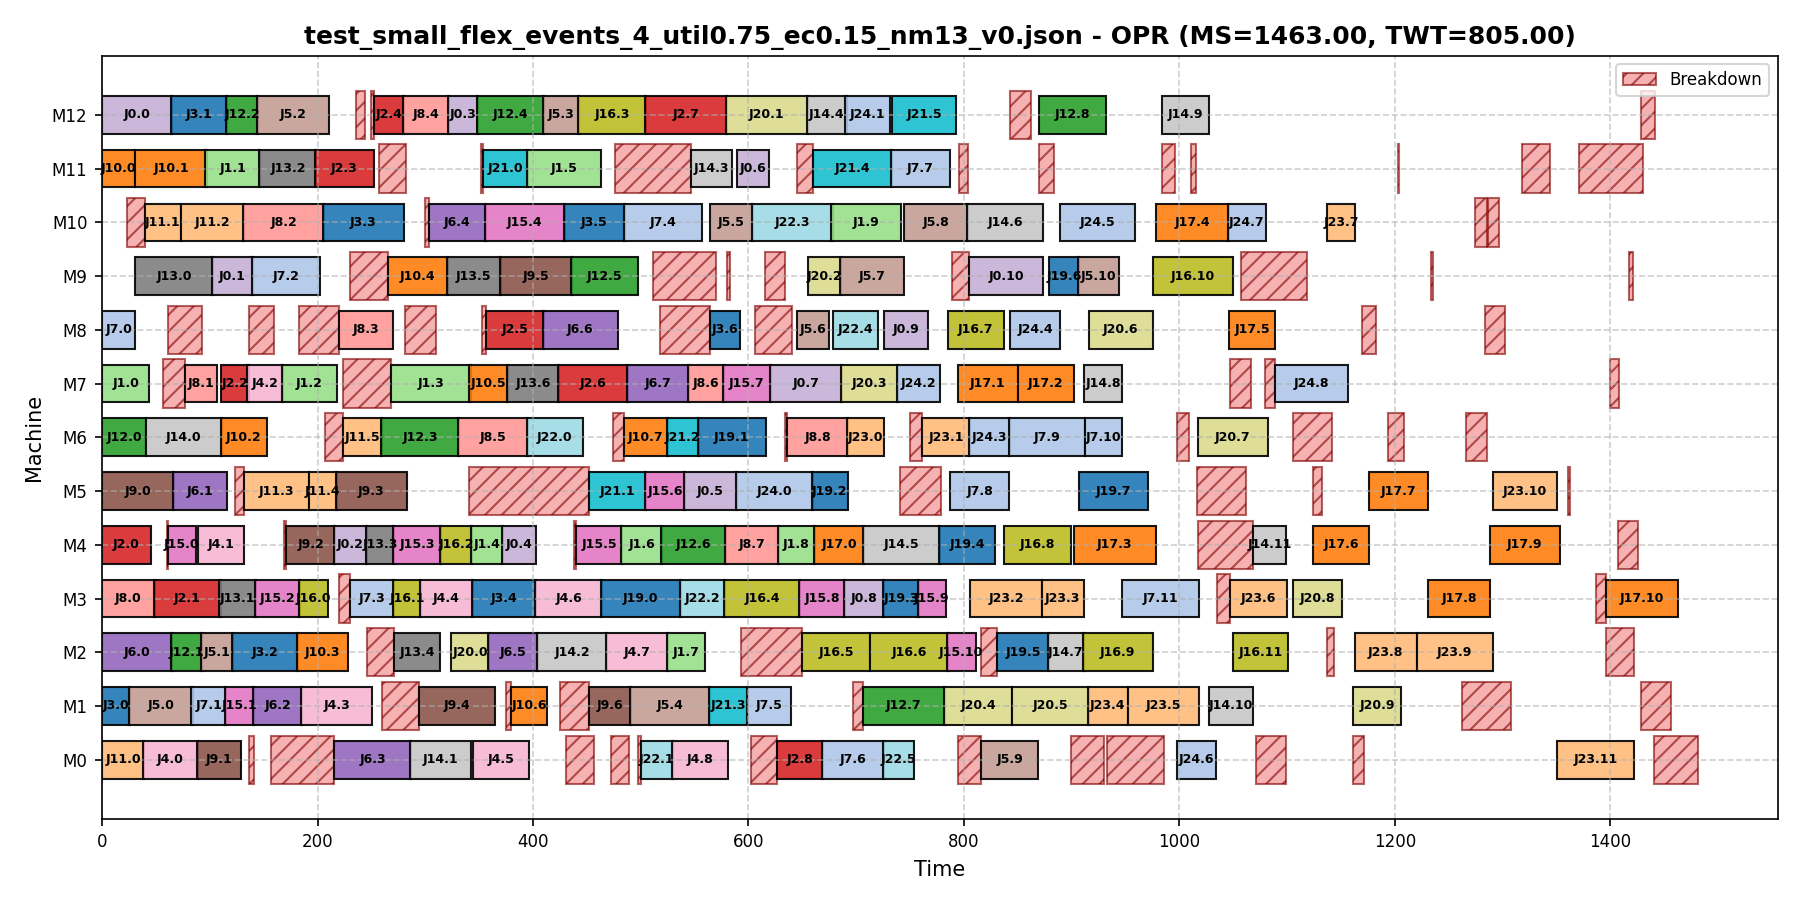 test_small_flex_events_4_util0.75_ec0.15_nm13_v0.json - OPR (MS=1463.00, TWT=805.00)
Breakdown
M12 J0.0 J3.1 J12.2 J5.2 J2.4 J8.4 J0.3 J12.4 J5.3 J16.3 J2.7 J20.1 J14.4 J24.1 J21.5 J12.8 J14.9
M11 J10.0 J10.1 J1.1 J13.2 J2.3 J21.0 J1.5 J14.3 J0.6 J21.4 J7.7
M10 J11.1 J11.2 J8.2 J3.3 J6.4 J15.4 J3.5 J7.4 J5.5 J22.3 J1.9 J5.8 J14.6 J24.5 J17.4 J24.7 J23.7
M9 J13.0 J0.1 J7.2 J10.4 J13.5 J9.5 J12.5 J20.2 J5.7 J0.10 J19.6 J5.10 J16.10
M8 J7.0 J8.3 J2.5 J6.6 J3.6 J5.6 J22.4 J0.9 J16.7 J24.4 J20.6 J17.5
M7 J1.0 J8.1 J2.2 J4.2 J1.2 J1.3 J10.5 J13.6 J2.6 J6.7 J8.6 J15.7 J0.7 J20.3 J24.2 J17.1 J17.2 J14.8 J24.8
M6 J12.0 J14.0 J10.2 J11.5 J12.3 J8.5 J22.0 J10.7 J21.2 J19.1 J8.8 J23.0 J23.1 J24.3 J7.9 J7.10 J20.7
M5 J9.0 J6.1 J11.3 J11.4 J9.3 J21.1 J15.6 J0.5 J24.0 J19.2 J7.8 J19.7 J17.7 J23.10
M4 J2.0 J15.0 J4.1 J9.2 J0.2 J13.3 J15.3 J16.2 J1.4 J0.4 J15.5 J1.6 J12.6 J8.7 J1.8 J17.0 J14.5 J19.4 J16.8 J17.3 J14.11 J17.6 J17.9
M3 J8.0 J2.1 J13.1 J15.2 J16.0 J7.3 J16.1 J4.4 J3.4 J4.6 J19.0 J22.2 J16.4 J15.8 J0.8 J19.3 J15.9 J23.2 J23.3 J7.11 J23.6 J20.8 J17.8 J17.10
M2 J6.0 J12.1 J5.1 J3.2 J10.3 J13.4 J20.0 J6.5 J14.2 J4.7 J1.7 J16.5 J16.6 J15.10 J19.5 J14.7 J16.9 J16.11 J23.8 J23.9
M1 J3.0 J5.0 J7.1 J15.1 J6.2 J4.3 J9.4 J10.6 J9.6 J5.4 J21.3 J7.5 J12.7 J20.4 J20.5 J23.4 J23.5 J14.10 J20.9
M0 J11.0 J4.0 J9.1 J6.3 J14.1 J4.5 J22.1 J4.8 J2.8 J7.6 J22.5 J5.9 J24.6 J23.11
Machine
0 200 400 600 800 1000 1200 1400
Time